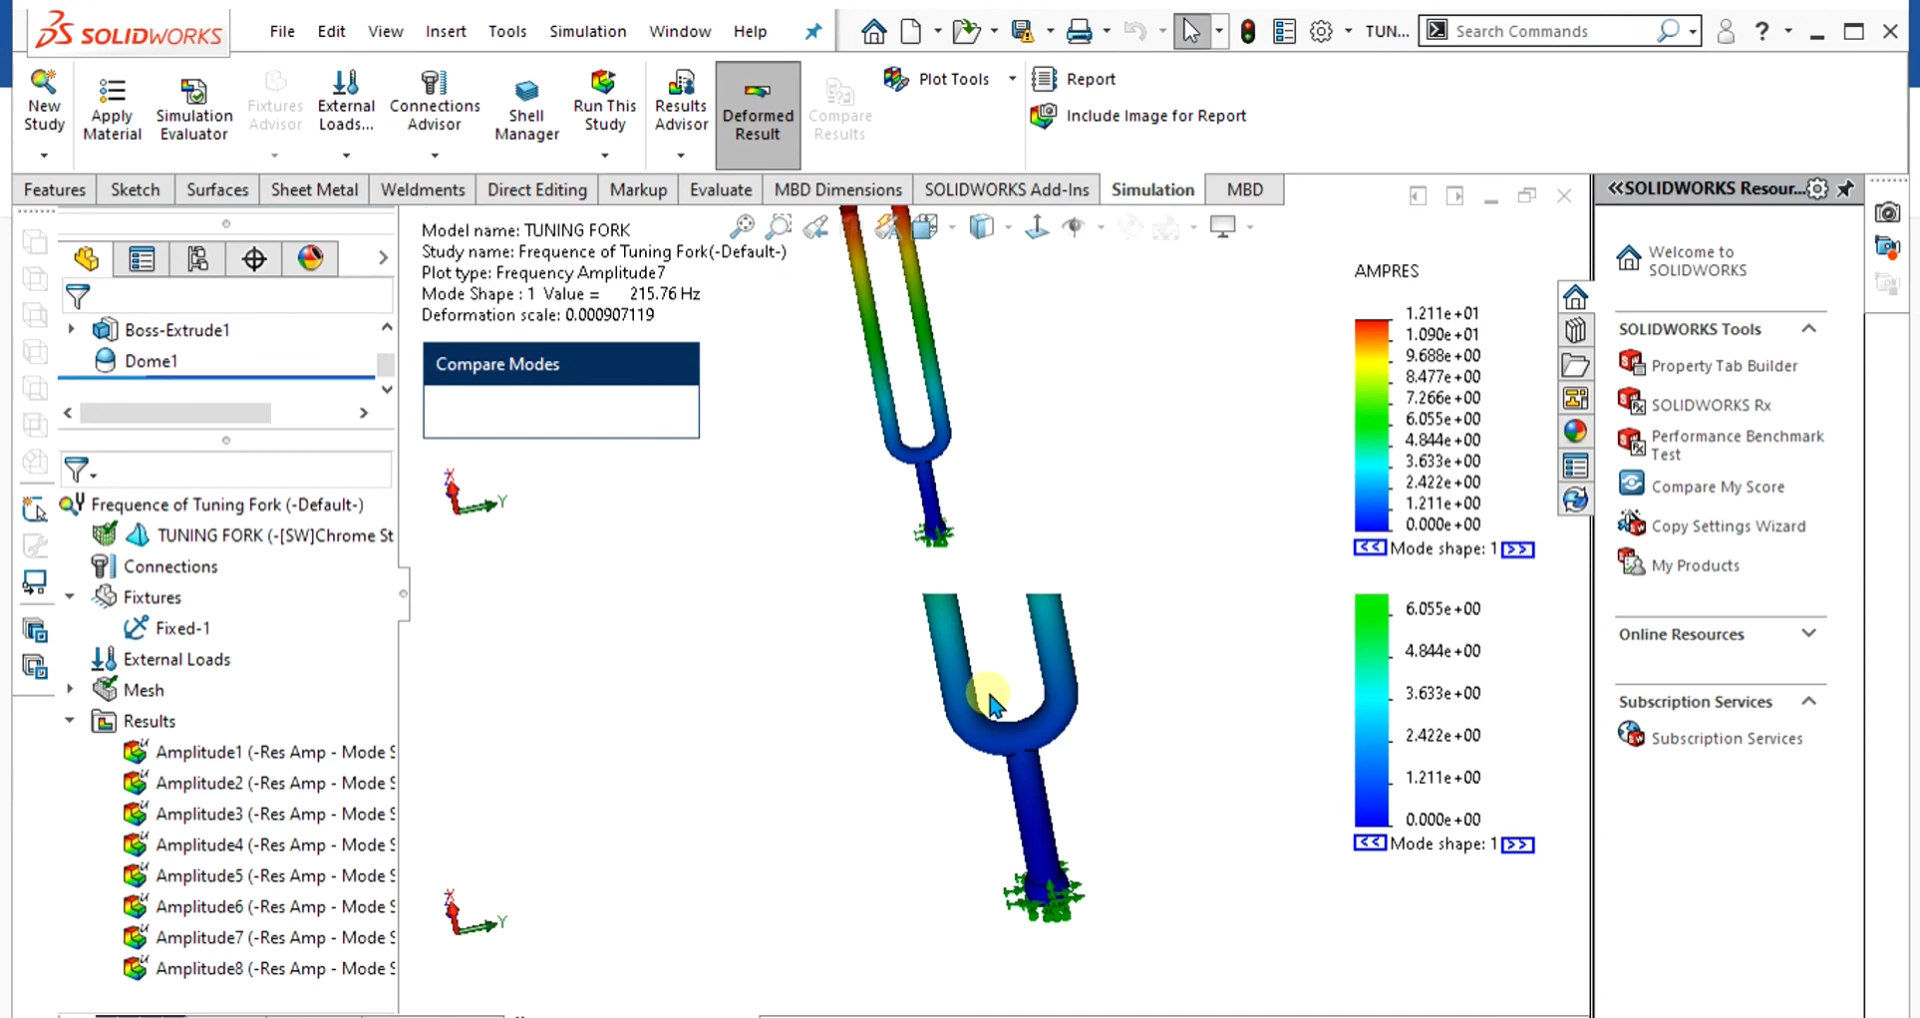 SOLIDWORKS
File Edit View Insert Tools Simulation Window Help
TUN...
Search Commands
New Study
Apply Material
Simulation Evaluator
Fixtures Advisor
External Loads...
Connections Advisor
Shell Manager
Run This Study
Results Advisor
Deformed Result
Compare Results
Plot Tools
Report
Include Image for Report
Features Sketch Surfaces Sheet Metal Weldments Direct Editing Markup Evaluate MBD Dimensions SOLIDWORKS Add-Ins Simulation MBD
Boss-Extrude1
Dome1
Frequence of Tuning Fork (-Default-)
TUNING FORK (-[SW]Chrome St
Connections
Fixtures
Fixed-1
External Loads
Mesh
Results
Amplitude1 (-Res Amp - Mode S
Amplitude2 (-Res Amp - Mode S
Amplitude3 (-Res Amp - Mode S
Amplitude4 (-Res Amp - Mode S
Amplitude5 (-Res Amp - Mode S
Amplitude6 (-Res Amp - Mode S
Amplitude7 (-Res Amp - Mode S
Amplitude8 (-Res Amp - Mode S
Model name: TUNING FORK
Study name: Frequence of Tuning Fork(-Default-)
Plot type: Frequency Amplitude7
Mode Shape : 1 Value = 215.76 Hz
Deformation scale: 0.000907119
Compare Modes
X
Y
X
Y
AMPRES
1.211e+01
1.090e+01
9.688e+00
8.477e+00
7.266e+00
6.055e+00
4.844e+00
3.633e+00
2.422e+00
1.211e+00
0.000e+00
<< Mode shape: 1 >>
6.055e+00
4.844e+00
3.633e+00
2.422e+00
1.211e+00
0.000e+00
<< Mode shape: 1 >>
«SOLIDWORKS Resour...
Welcome to
SOLIDWORKS
SOLIDWORKS Tools
Property Tab Builder
SOLIDWORKS Rx
Performance Benchmark
Test
Compare My Score
Copy Settings Wizard
My Products
Online Resources
Subscription Services
Subscription Services